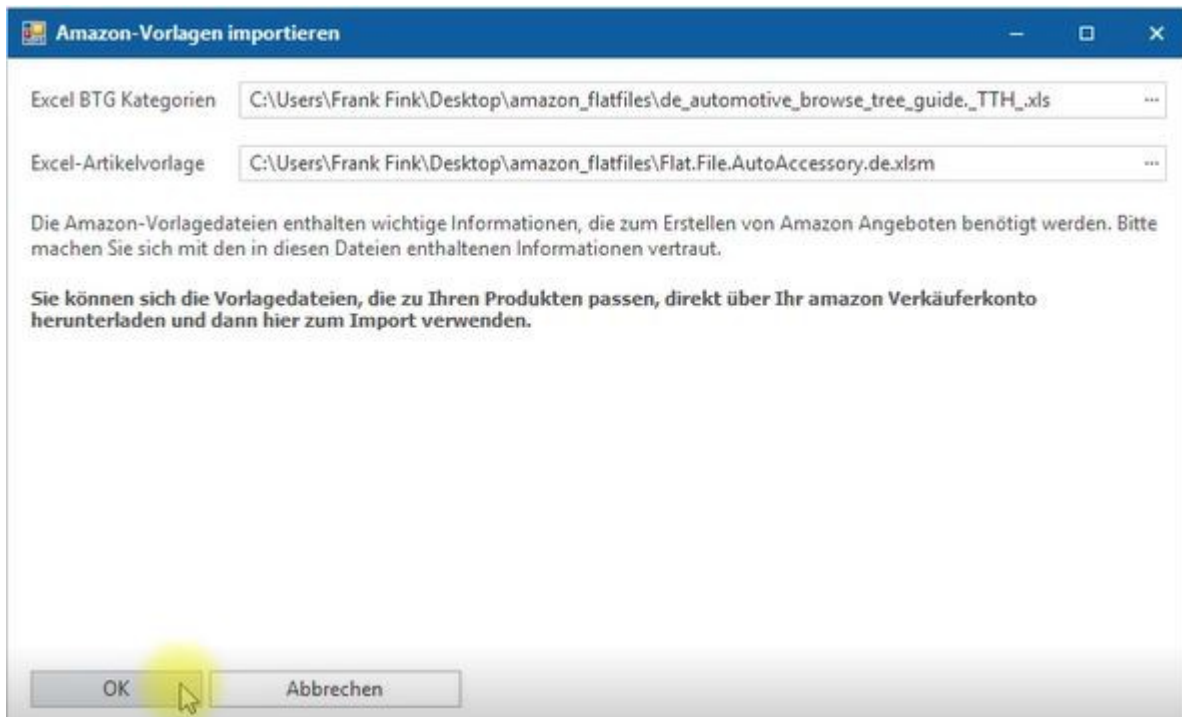 Amazon-Vorlagen importieren
Excel BTG Kategorien C:\Users\Frank Fink\Desktop\amazon_flatfiles\de_automotive_browse_tree_guide._TTH_.xls ...
Excel-Artikelvorlage C:\Users\Frank Fink\Desktop\amazon_flatfiles\Flat.File.AutoAccessory.de.xlsm ...
Die Amazon-Vorlagedateien enthalten wichtige Informationen, die zum Erstellen von Amazon Angeboten benötigt werden. Bitte
machen Sie sich mit den in diesen Dateien enthaltenen Informationen vertraut.
Sie können sich die Vorlagedateien, die zu Ihren Produkten passen, direkt über Ihr amazon Verkäuferkonto
herunterladen und dann hier zum Import verwenden.
OK Abbrechen